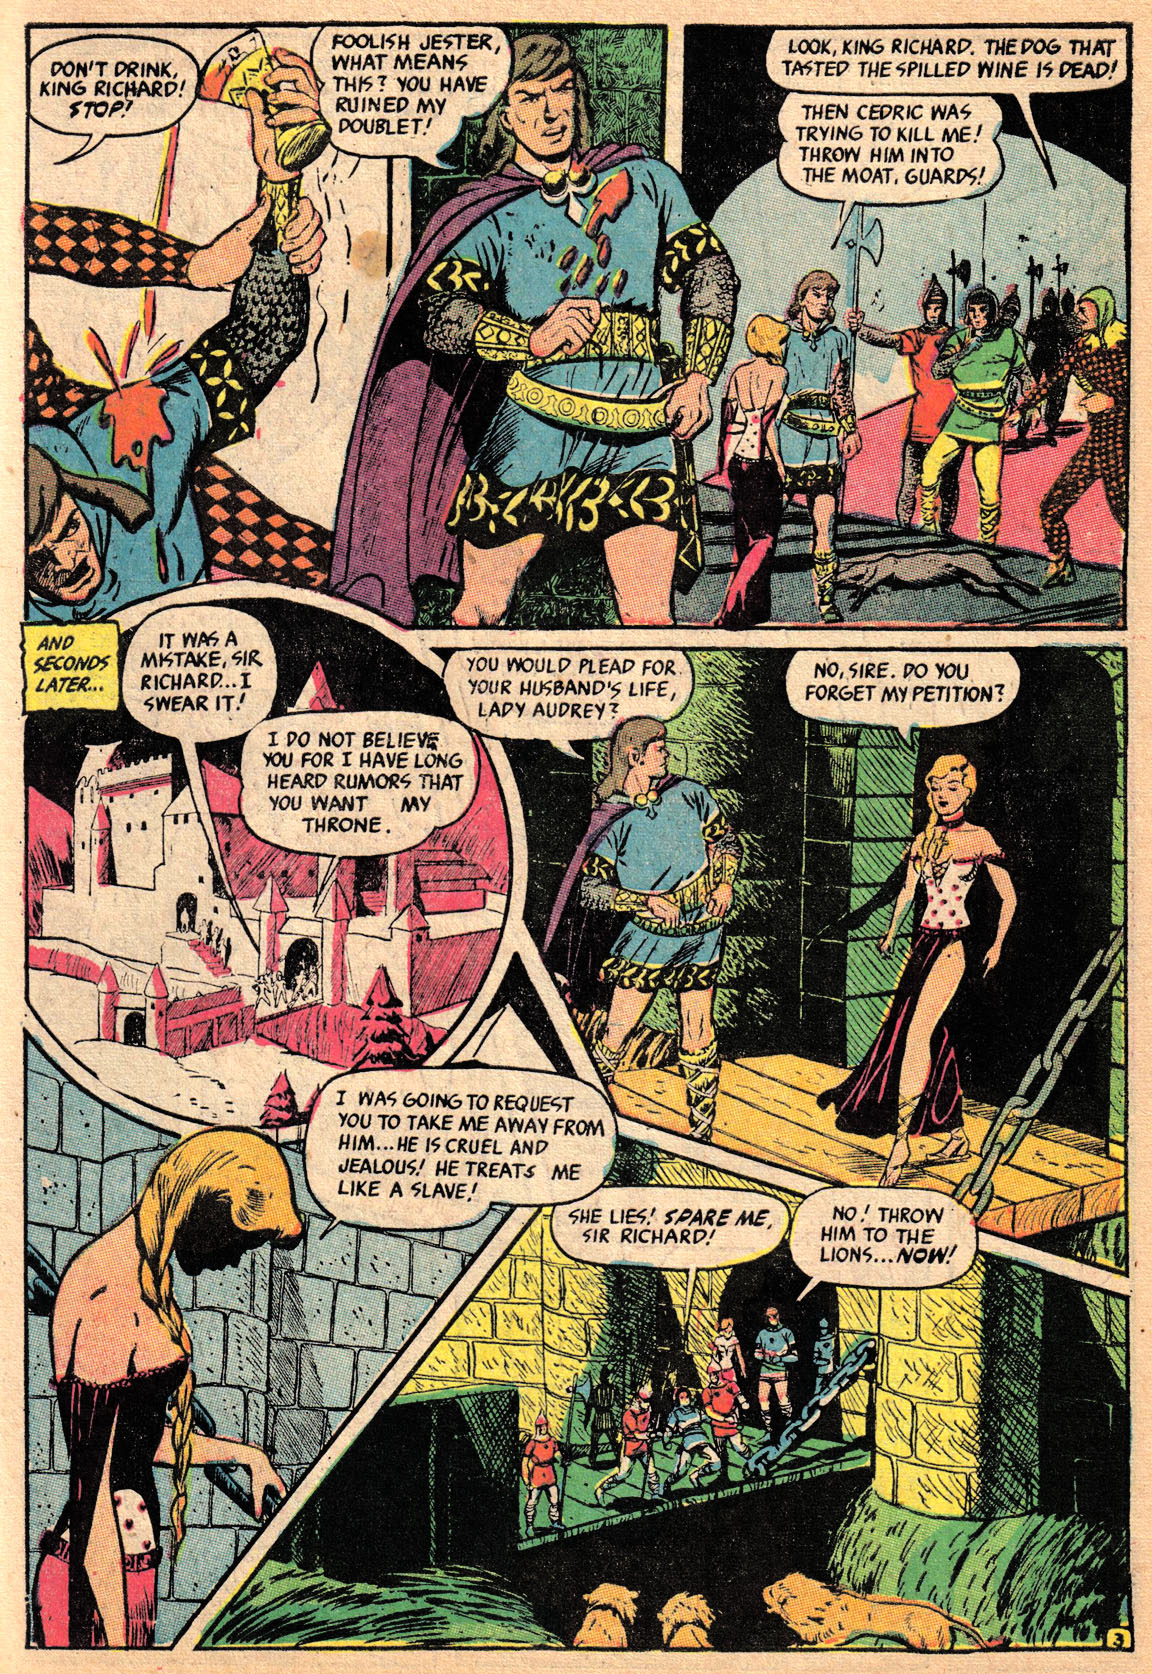 DON'T DRINK,
KING RICHARD!
STOP!
FOOLISH JESTER,
WHAT MEANS
THIS? YOU HAVE
RUINED MY
DOUBLET!
LOOK, KING RICHARD. THE DOG THAT
TASTED THE SPILLED WINE IS DEAD!
THEN CEDRIC WAS
TRYING TO KILL ME!
THROW HIM INTO
THE MOAT, GUARDS!
AND
SECONDS
LATER...
IT WAS A
MISTAKE, SIR
RICHARD...I
SWEAR IT!
I DO NOT BELIEVE
YOU FOR I HAVE LONG
HEARD RUMORS THAT
YOU WANT MY
THRONE.
YOU WOULD PLEAD FOR
YOUR HUSBAND'S LIFE,
LADY AUDREY?
NO, SIRE. DO YOU
FORGET MY PETITION?
I WAS GOING TO REQUEST
YOU TO TAKE ME AWAY FROM
HIM...HE IS CRUEL AND
JEALOUS! HE TREATS ME
LIKE A SLAVE!
SHE LIES! SPARE ME,
SIR RICHARD!
NO! THROW
HIM TO THE
LIONS...NOW!
3